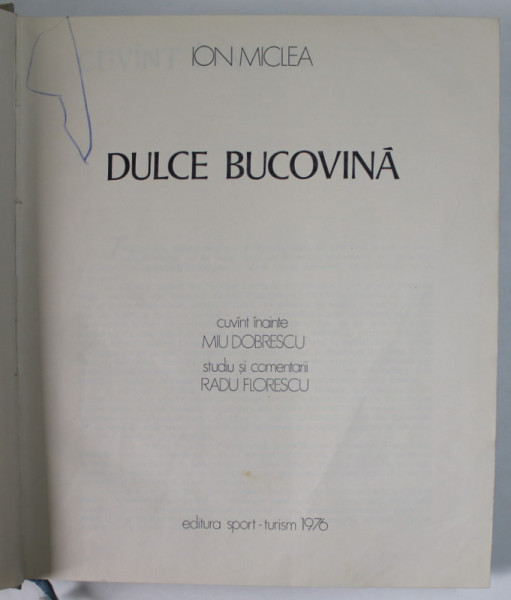 ION MICLEA
DULCE BUCOVINĂ
cuvînt înainte
MIU DOBRESCU
studiu și comentarii
RADU FLORESCU
editura sport-turism 1976